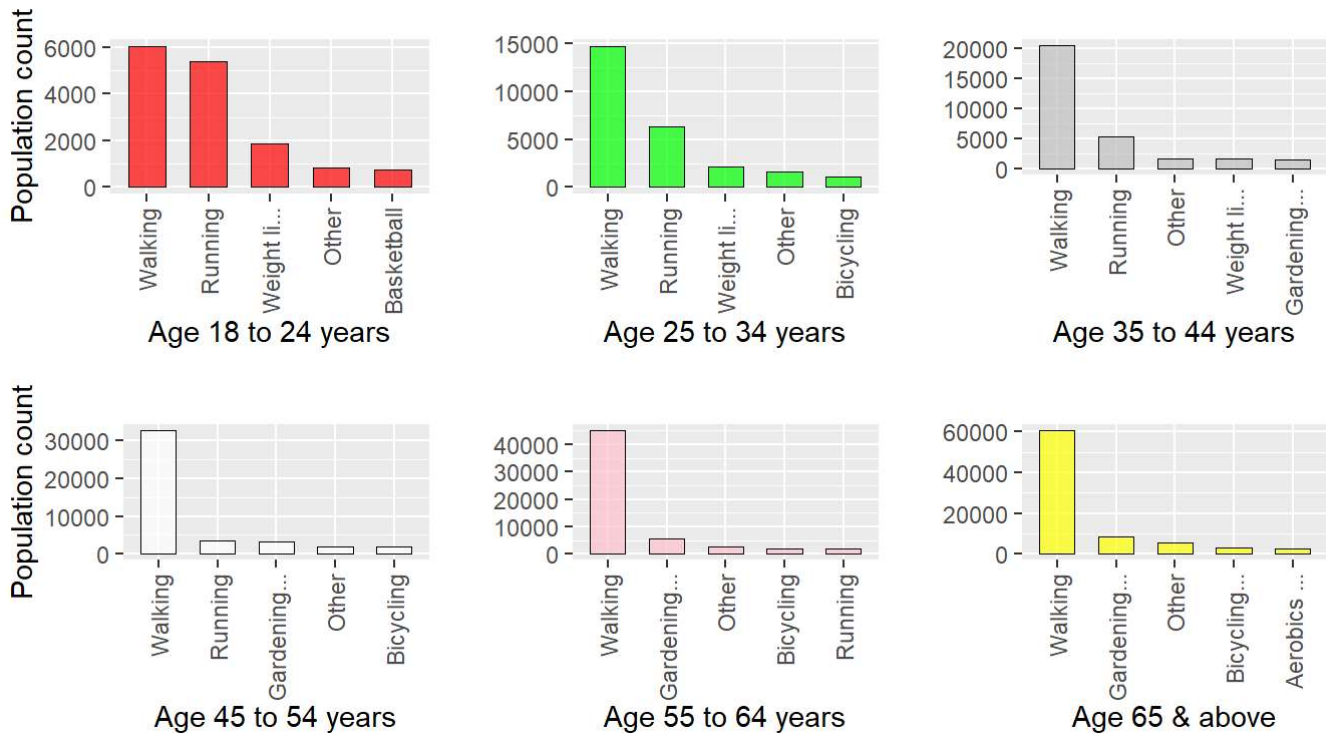 Population count
6000
4000
2000
0
Walking
Running
Weight li...
Other
Basketball
Age 18 to 24 years
15000
10000
5000
0
Walking
Running
Weight li...
Other
Bicycling
Age 25 to 34 years
20000
15000
10000
5000
0
Walking
Running
Other
Weight li...
Gardening...
Age 35 to 44 years
Population count
30000
20000
10000
0
Walking
Running
Gardening...
Other
Bicycling
Age 45 to 54 years
40000
30000
20000
10000
0
Walking
Gardening...
Other
Bicycling
Running
Age 55 to 64 years
60000
40000
20000
0
Walking
Gardening...
Other
Bicycling...
Aerobics ...
Age 65 & above